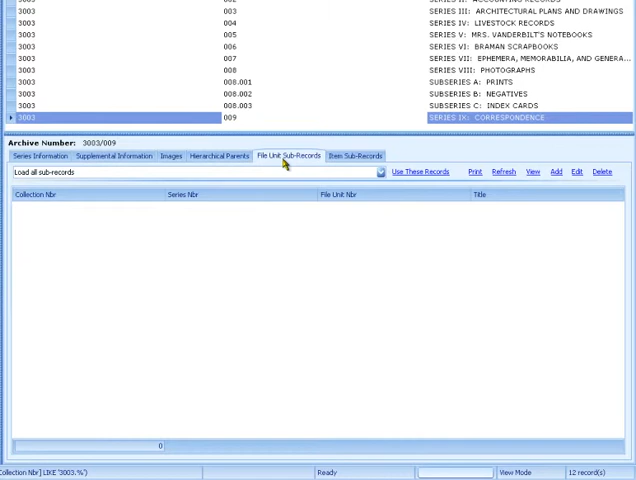 3003 SERIES II: ACCOUNTING RECORDS
3003 003 SERIES III: ARCHITECTURAL PLANS AND DRAWINGS
3003 004 SERIES IV: LIVESTOCK RECORDS
3003 005 SERIES V: MRS. VANDERBILT'S NOTEBOOKS
3003 006 SERIES VI: BRAMAN SCRAPBOOKS
3003 007 SERIES VII: EPHEMERA, MEMORABILIA, AND GENERA...
3003 008 SERIES VIII: PHOTOGRAPHS
3003 008.001 SUBSERIES A: PRINTS
3003 008.002 SUBSERIES B: NEGATIVES
3003 008.003 SUBSERIES C: INDEX CARDS
3003 009 SERIES IX: CORRESPONDENCE
Archive Number: 3003/009
Series Information Supplemental Information Images Hierarchical Parents File Unit Sub-Records Item Sub-Records
Load all sub-records Use These Records Print Refresh View Add Edit Delete
Collection Nbr Series Nbr File Unit Nbr Title
0
Collection Nbr] LIKE '3003.%') Ready View Mode 12 record(s)